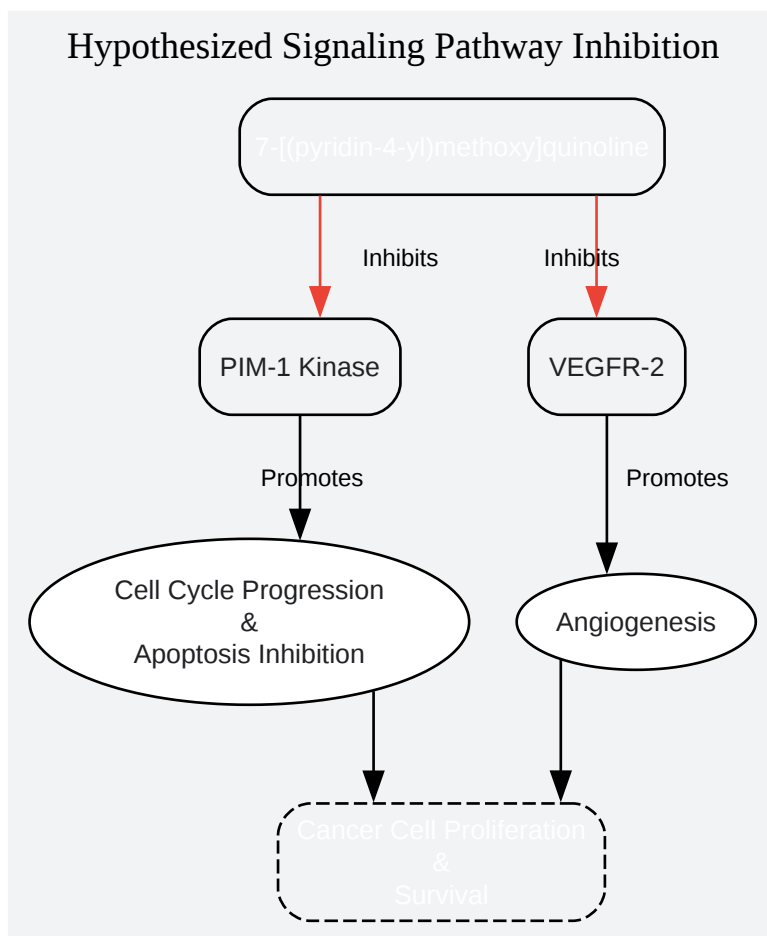 Hypothesized Signaling Pathway Inhibition
7-[(pyridin-4-yl)methoxy]quinoline
Inhibits
Inhibits
PIM-1 Kinase
VEGFR-2
Promotes
Promotes
Cell Cycle Progression
&
Apoptosis Inhibition
Angiogenesis
Cancer Cell Proliferation
&
Survival